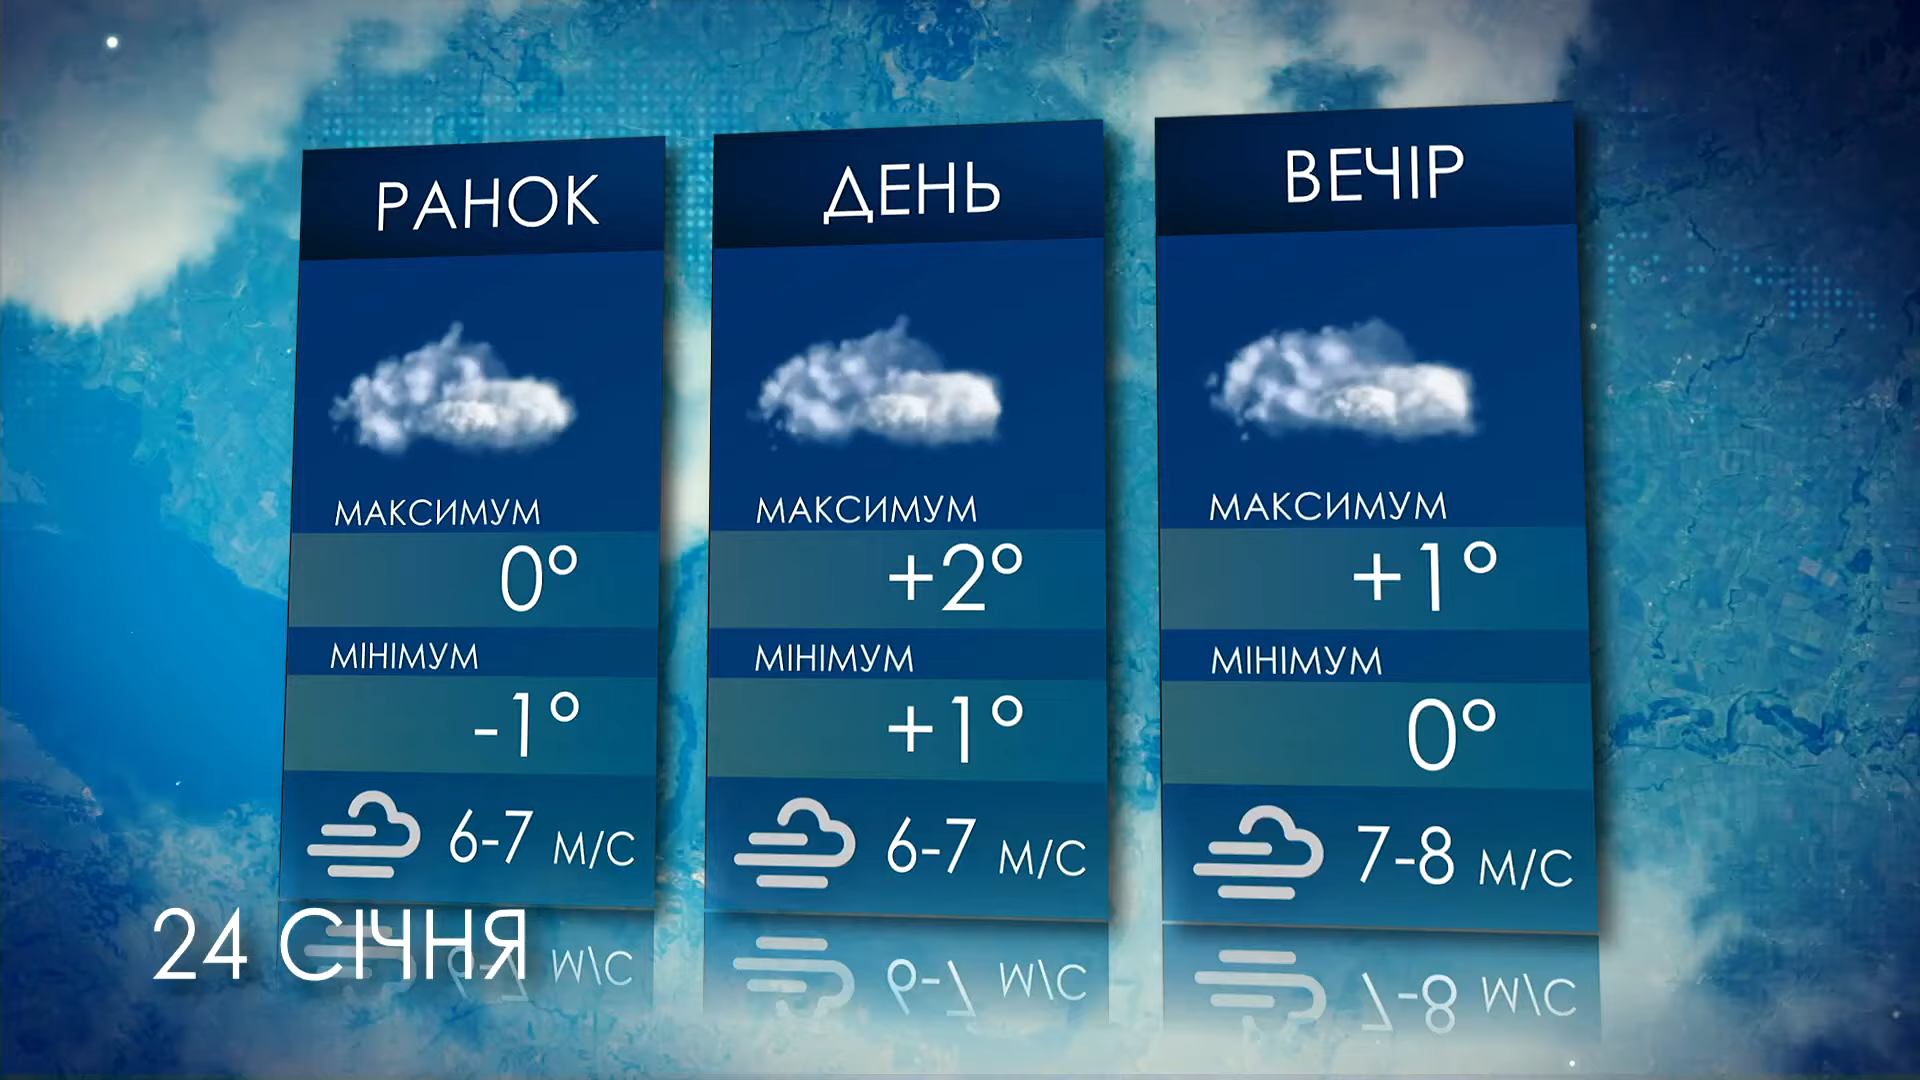 РАНОК
МАКСИМУМ
0°
МІНІМУМ
-1°
6-7 М/С
ДЕНЬ
МАКСИМУМ
+2°
МІНІМУМ
+1°
6-7 М/С
ВЕЧІР
МАКСИМУМ
+1°
МІНІМУМ
0°
7-8 М/С
24 СІЧНЯ